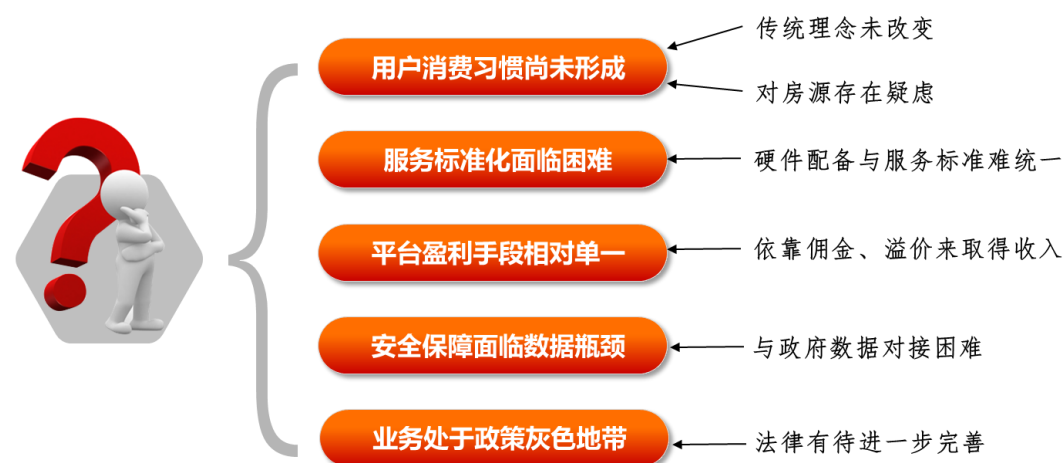 传统理念未改变
用户消费习惯尚未形成
对房源存在疑虑
服务标准化面临困难
硬件配备与服务标准难统一
平台盈利手段相对单一
依靠佣金、溢价来取得收入
安全保障面临数据瓶颈
与政府数据对接困难
业务处于政策灰色地带
法律有待进一步完善